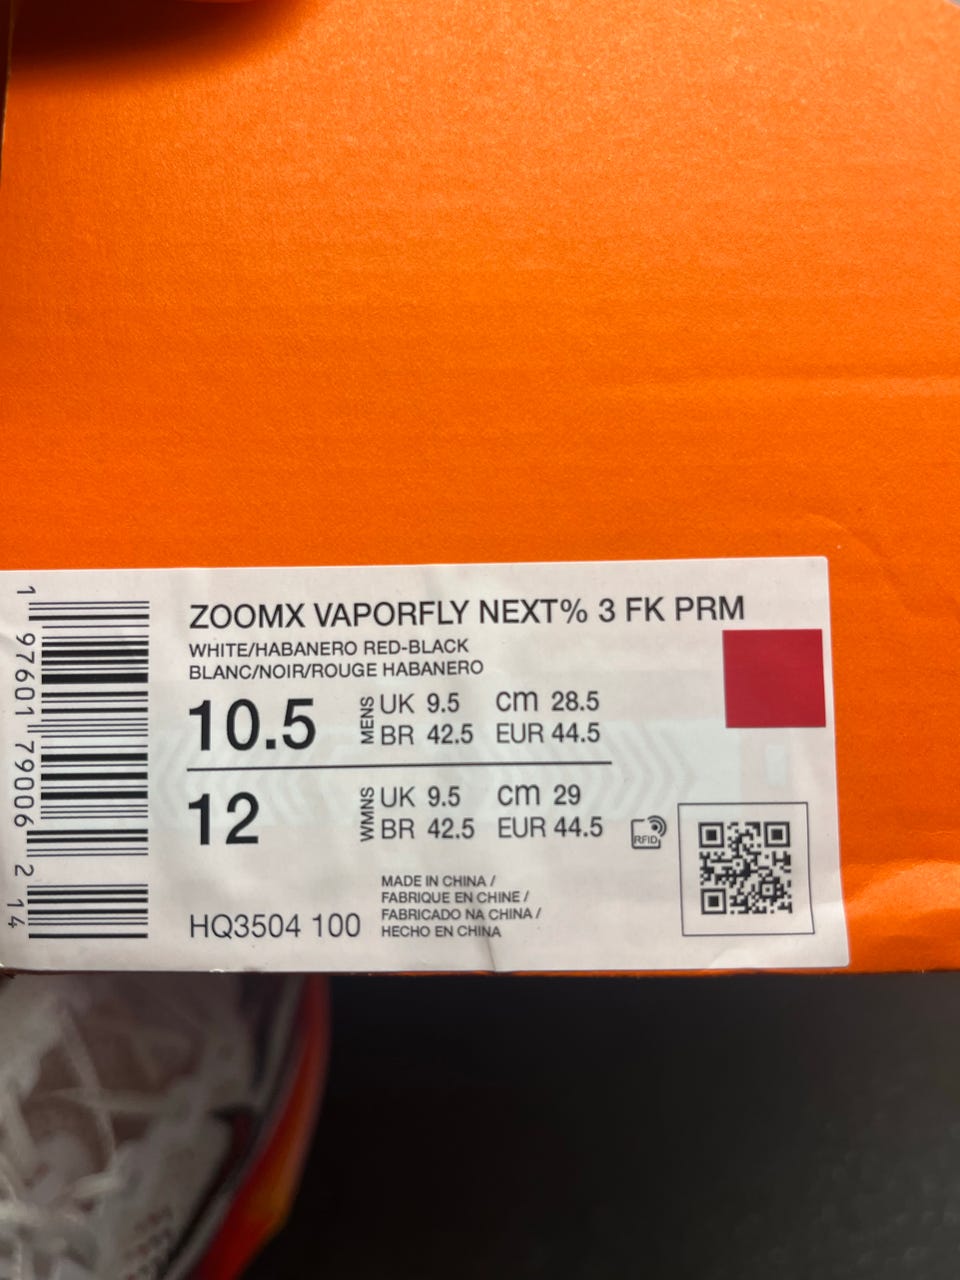 ZOOMX VAPORFLY NEXT% 3 FK PRM
WHITE/HABANERO RED-BLACK
BLANC/NOIR/ROUGE HABANERO
10.5 MENS UK 9.5 CM 28.5
BR 42.5 EUR 44.5
12 WMNS UK 9.5 CM 29
BR 42.5 EUR 44.5
RFID
MADE IN CHINA /
FABRIQUE EN CHINE /
FABRICADO NA CHINA /
HECHO EN CHINA
HQ3504 100
1 97601 79006 2 14